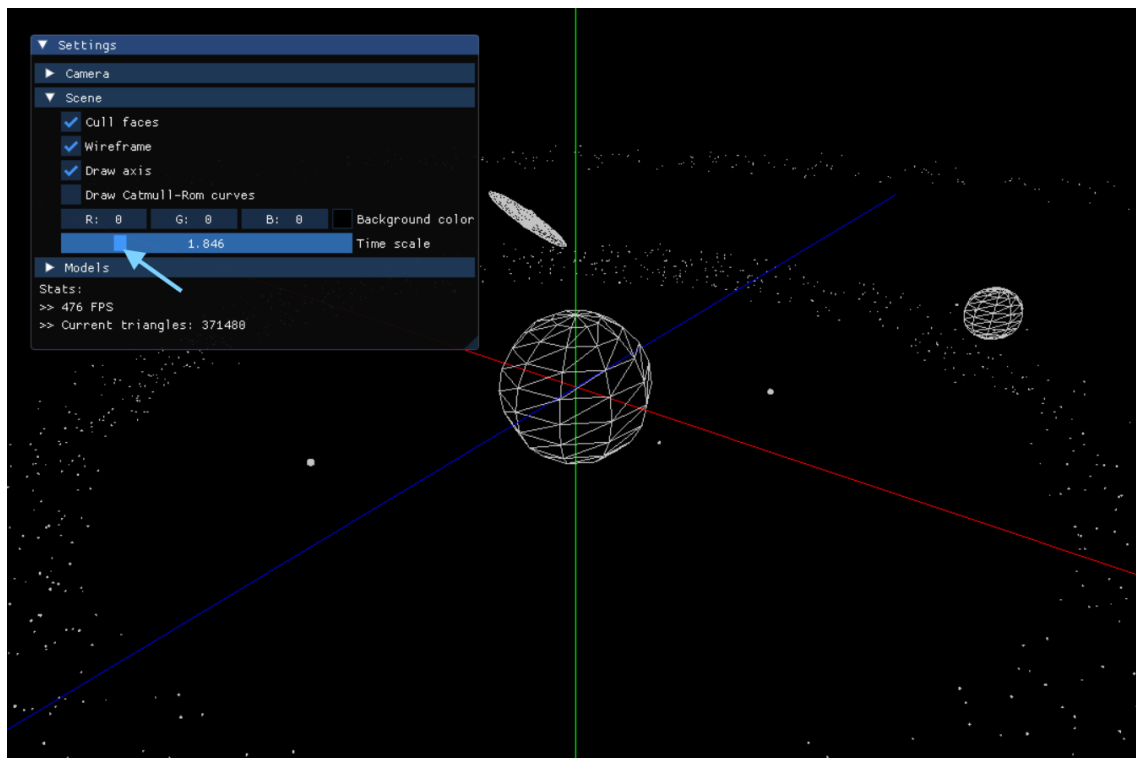 Settings
Camera
Scene
Cull faces
Wireframe
Draw axis
Draw Catmull-Rom curves
R: 0 G: 0 B: 0 Background color
1.846 Time scale
Models
Stats:
>> 476 FPS
>> Current triangles: 371480